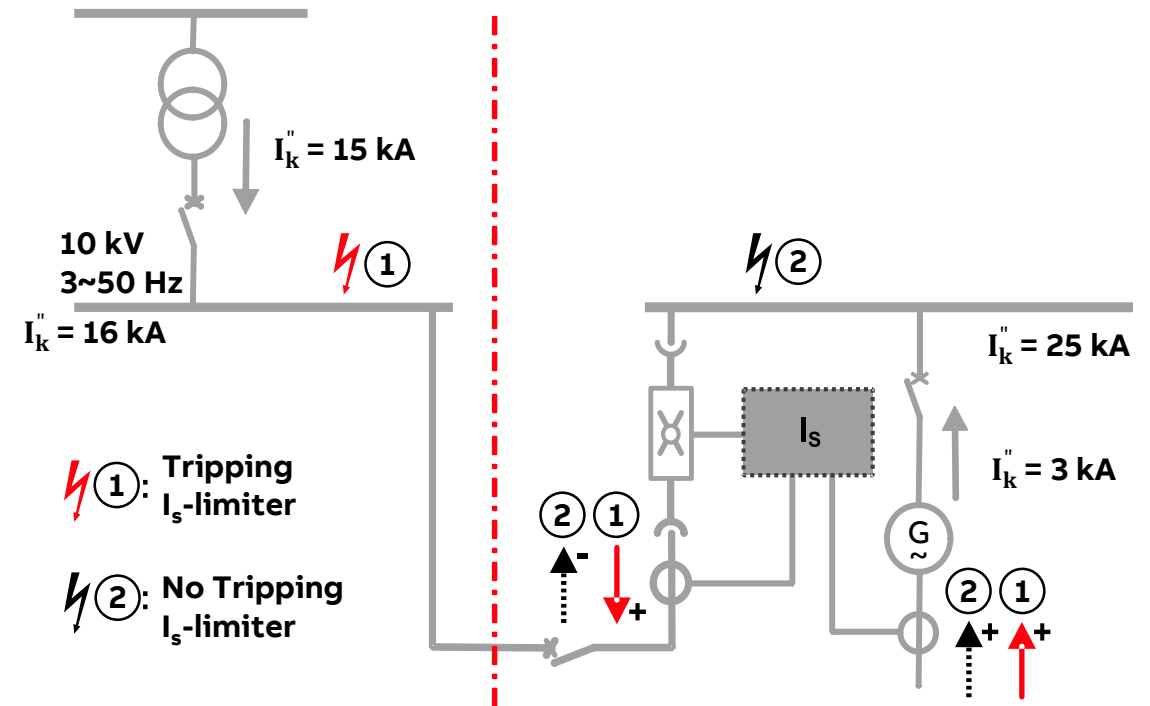 I"k = 15 kA
10 kV
3~50 Hz
1
2
I"k = 16 kA
I"k = 25 kA
Is
I"k = 3 kA
1 : Tripping
Is-limiter
2 1
- +
G
~
2 : No Tripping
Is-limiter
2 1
+ +